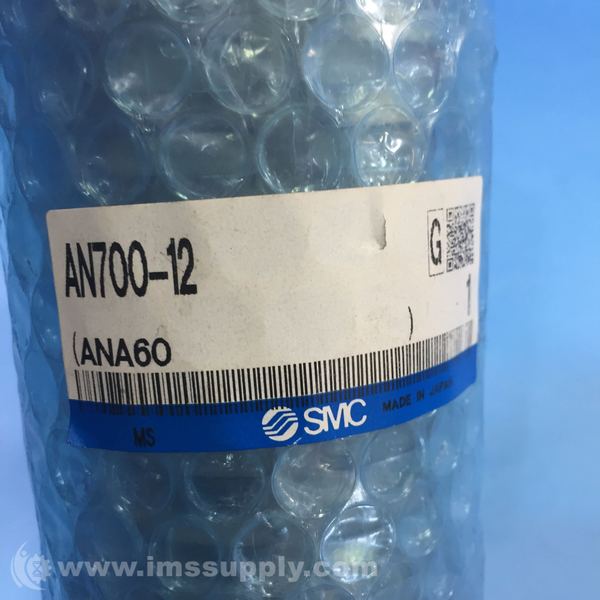 AN700-12
G
1
(ANA60 )
MS
SMC
MADE IN JAPAN
www.imssupply.com